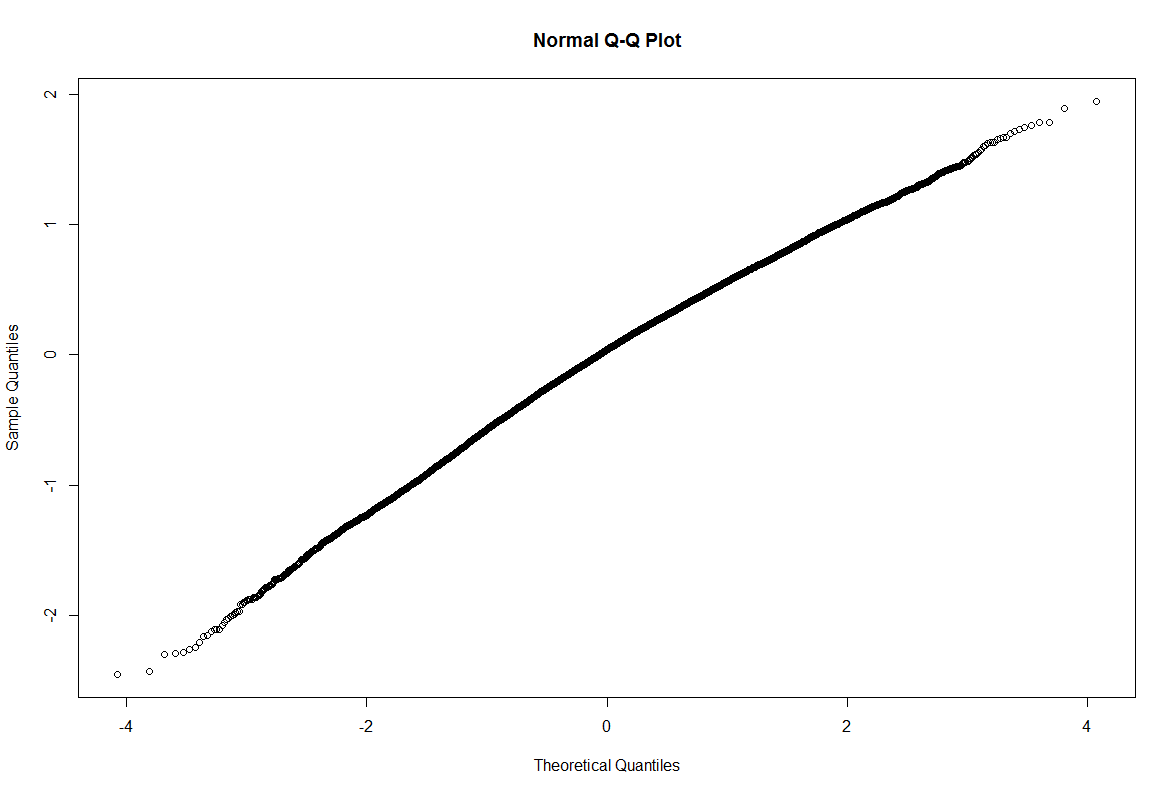 Normal Q-Q Plot
2
1
0
-1
-2
Sample Quantiles
-4 -2 0 2 4
Theoretical Quantiles